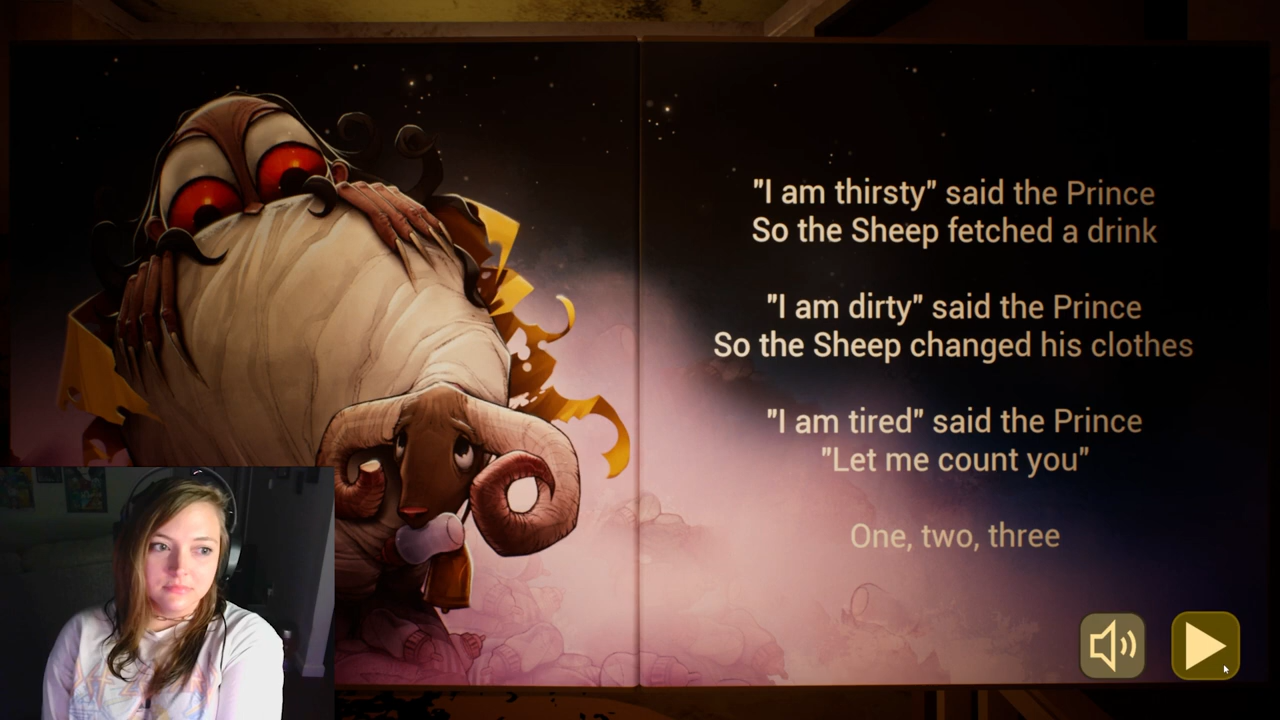 "I am thirsty" said the Prince
So the Sheep fetched a drink
"I am dirty" said the Prince
So the Sheep changed his clothes
"I am tired" said the Prince
"Let me count you"
One, two, three